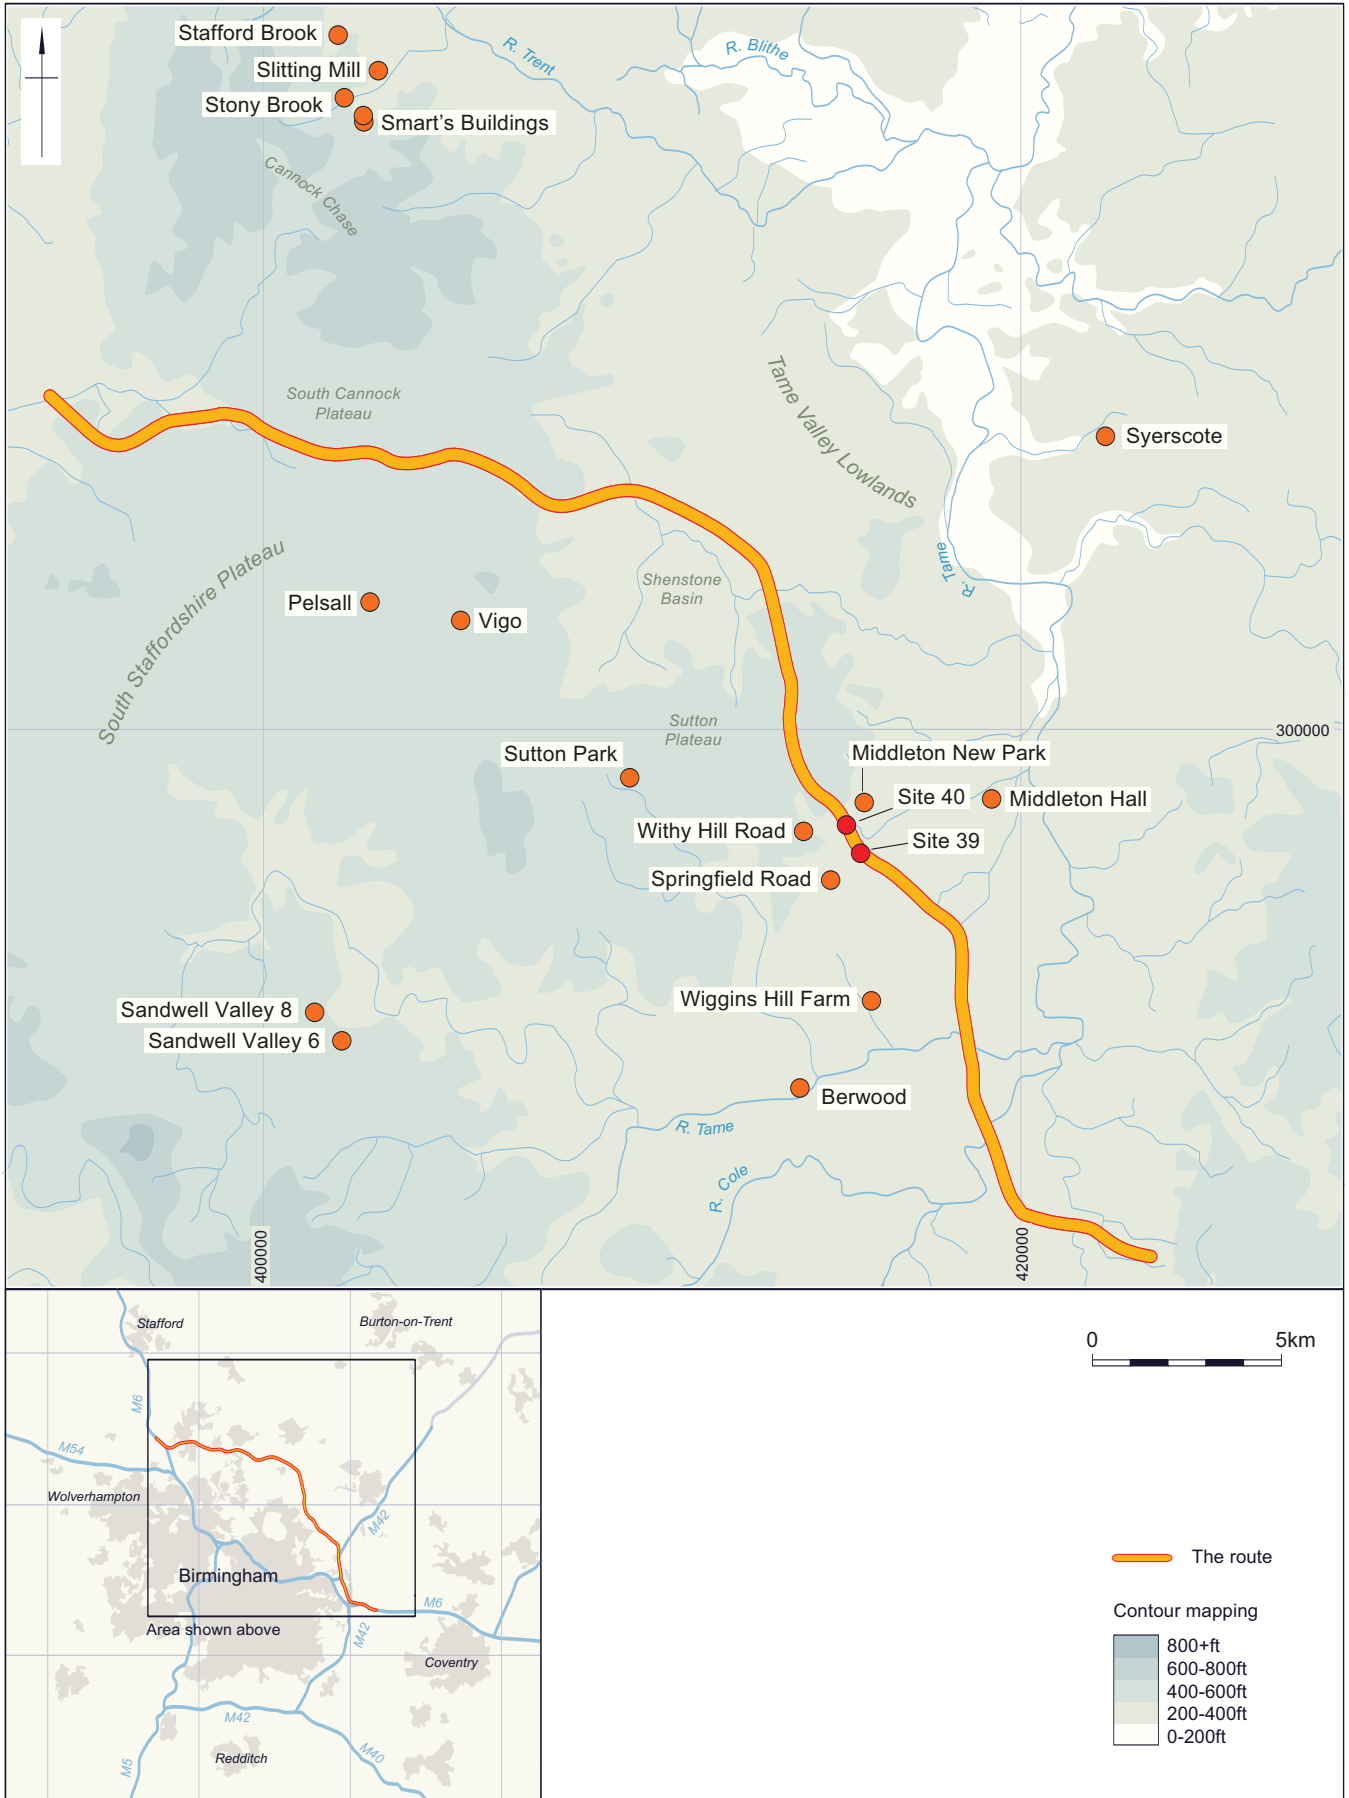 Stafford Brook
Slitting Mill
Stony Brook
Smart's Buildings
R. Trent
R. Blithe
Cannock Chase
South Cannock
Plateau
Tame Valley Lowlands
Syerscote
South Staffordshire Plateau
R. Tame
Shenstone
Basin
Pelsall
Vigo
Sutton
Plateau
300000
Sutton Park
Middleton New Park
Site 40
Middleton Hall
Withy Hill Road
Site 39
Springfield Road
Sandwell Valley 8
Wiggins Hill Farm
Sandwell Valley 6
Berwood
R. Tame
R. Cole
400000
420000
Stafford
Burton-on-Trent
M6
M54
Wolverhampton
M42
Birmingham
M6
Area shown above
M42
Coventry
M42
M40
Redditch
M5
0 5km
The route
Contour mapping
800+ft
600-800ft
400-600ft
200-400ft
0-200ft